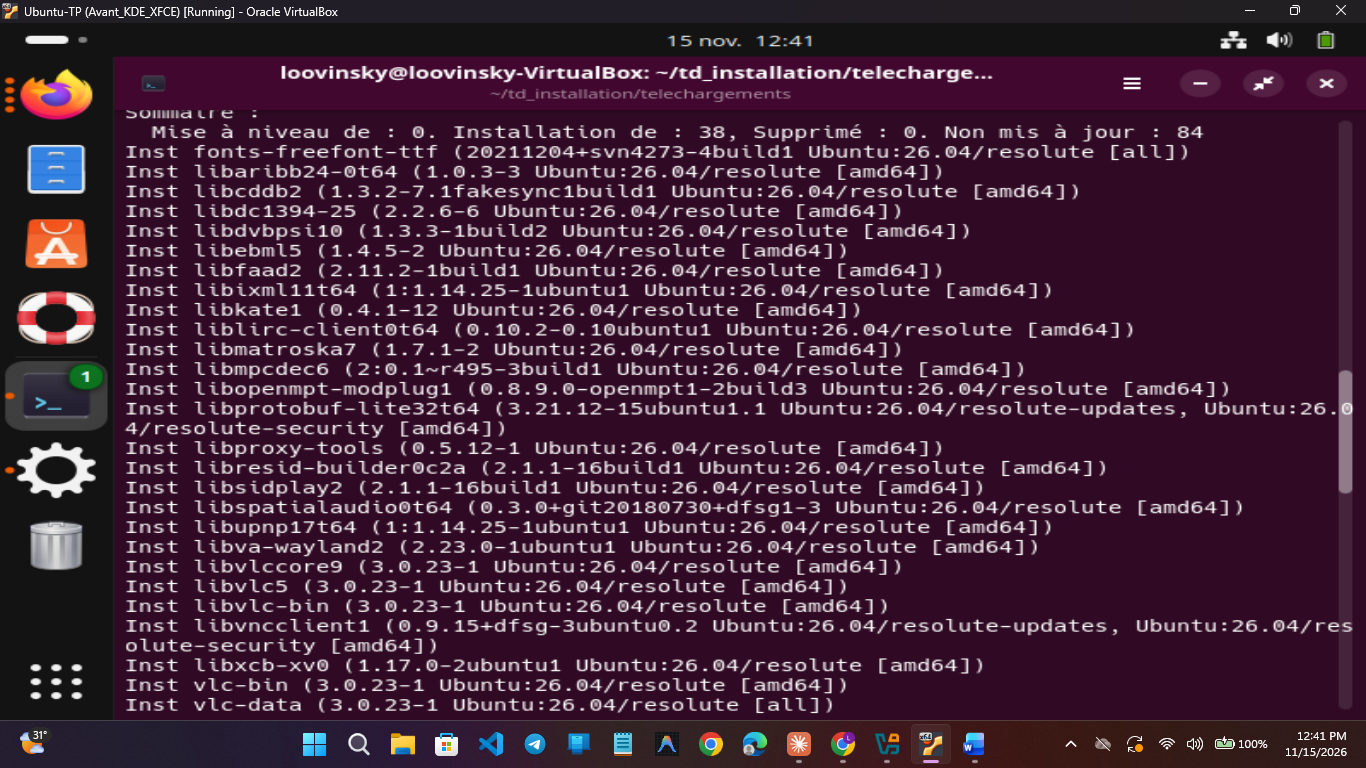 Ubuntu-TP (Avant_KDE_XFCE) [Running] - Oracle VirtualBox
15 nov.  12:41
loovinsky@loovinsky-VirtualBox: ~/td_installation/telecharge...
~/td_installation/telechargements
Sommaire :
Mise à niveau de : 0. Installation de : 38, Supprimé : 0. Non mis à jour : 84
Inst fonts-freefont-ttf (20211204+svn4273-4build1 Ubuntu:26.04/resolute [all])
Inst libaribb24-0t64 (1.0.3-3 Ubuntu:26.04/resolute [amd64])
Inst libcddb2 (1.3.2-7.1fakesync1build1 Ubuntu:26.04/resolute [amd64])
Inst libdc1394-25 (2.2.6-6 Ubuntu:26.04/resolute [amd64])
Inst libdvbpsi10 (1.3.3-1build2 Ubuntu:26.04/resolute [amd64])
Inst libebml5 (1.4.5-2 Ubuntu:26.04/resolute [amd64])
Inst libfaad2 (2.11.2-1build1 Ubuntu:26.04/resolute [amd64])
Inst libixml11t64 (1:1.14.25-1ubuntu1 Ubuntu:26.04/resolute [amd64])
Inst libkate1 (0.4.1-12 Ubuntu:26.04/resolute [amd64])
Inst liblirc-client0t64 (0.10.2-0.10ubuntu1 Ubuntu:26.04/resolute [amd64])
Inst libmatroska7 (1.7.1-2 Ubuntu:26.04/resolute [amd64])
Inst libmpcdec6 (2:0.1~r495-3build1 Ubuntu:26.04/resolute [amd64])
Inst libopenmpt-modplug1 (0.8.9.0-openmpt1-2build3 Ubuntu:26.04/resolute [amd64])
Inst libprotobuf-lite32t64 (3.21.12-15ubuntu1.1 Ubuntu:26.04/resolute-updates, Ubuntu:26.0
4/resolute-security [amd64])
Inst libproxy-tools (0.5.12-1 Ubuntu:26.04/resolute [amd64])
Inst libresid-builder0c2a (2.1.1-16build1 Ubuntu:26.04/resolute [amd64])
Inst libsidplay2 (2.1.1-16build1 Ubuntu:26.04/resolute [amd64])
Inst libspatialaudio0t64 (0.3.0+git20180730+dfsg1-3 Ubuntu:26.04/resolute [amd64])
Inst libupnp17t64 (1:1.14.25-1ubuntu1 Ubuntu:26.04/resolute [amd64])
Inst libva-wayland2 (2.23.0-1ubuntu1 Ubuntu:26.04/resolute [amd64])
Inst libvlccore9 (3.0.23-1 Ubuntu:26.04/resolute [amd64])
Inst libvlc5 (3.0.23-1 Ubuntu:26.04/resolute [amd64])
Inst libvlc-bin (3.0.23-1 Ubuntu:26.04/resolute [amd64])
Inst libvncclient1 (0.9.15+dfsg-3ubuntu0.2 Ubuntu:26.04/resolute-updates, Ubuntu:26.04/res
olute-security [amd64])
Inst libxcb-xv0 (1.17.0-2ubuntu1 Ubuntu:26.04/resolute [amd64])
Inst vlc-bin (3.0.23-1 Ubuntu:26.04/resolute [amd64])
Inst vlc-data (3.0.23-1 Ubuntu:26.04/resolute [all])
1
31°
100%
12:41 PM
11/15/2026